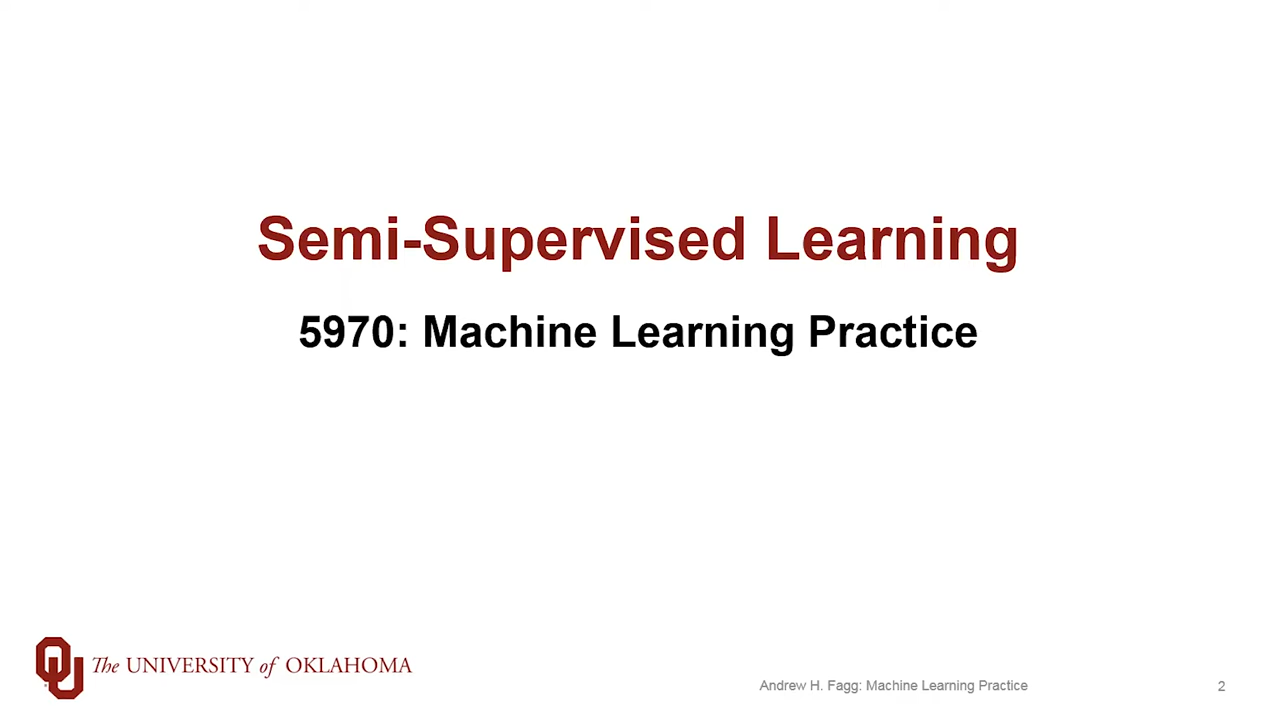 Semi-Supervised Learning
5970: Machine Learning Practice
The UNIVERSITY of OKLAHOMA
Andrew H. Fagg: Machine Learning Practice
2